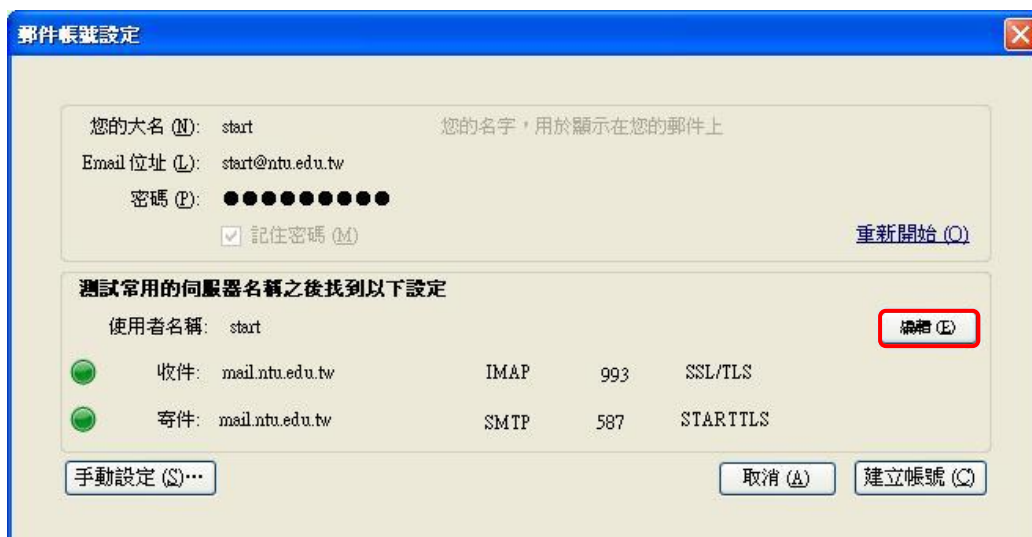 郵件帳號設定
您的大名 (N): start 您的名字，用於顯示在您的郵件上
Email 位址 (L): start@ntu.edu.tw
密碼 (P): ●●●●●●●●●
記住密碼 (M)
重新開始 (O)
測試常用的伺服器名稱之後找到以下設定
使用者名稱: start 編輯 (E)
收件: mail.ntu.edu.tw IMAP 993 SSL/TLS
寄件: mail.ntu.edu.tw SMTP 587 STARTTLS
手動設定 (S)… 取消 (A) 建立帳號 (C)